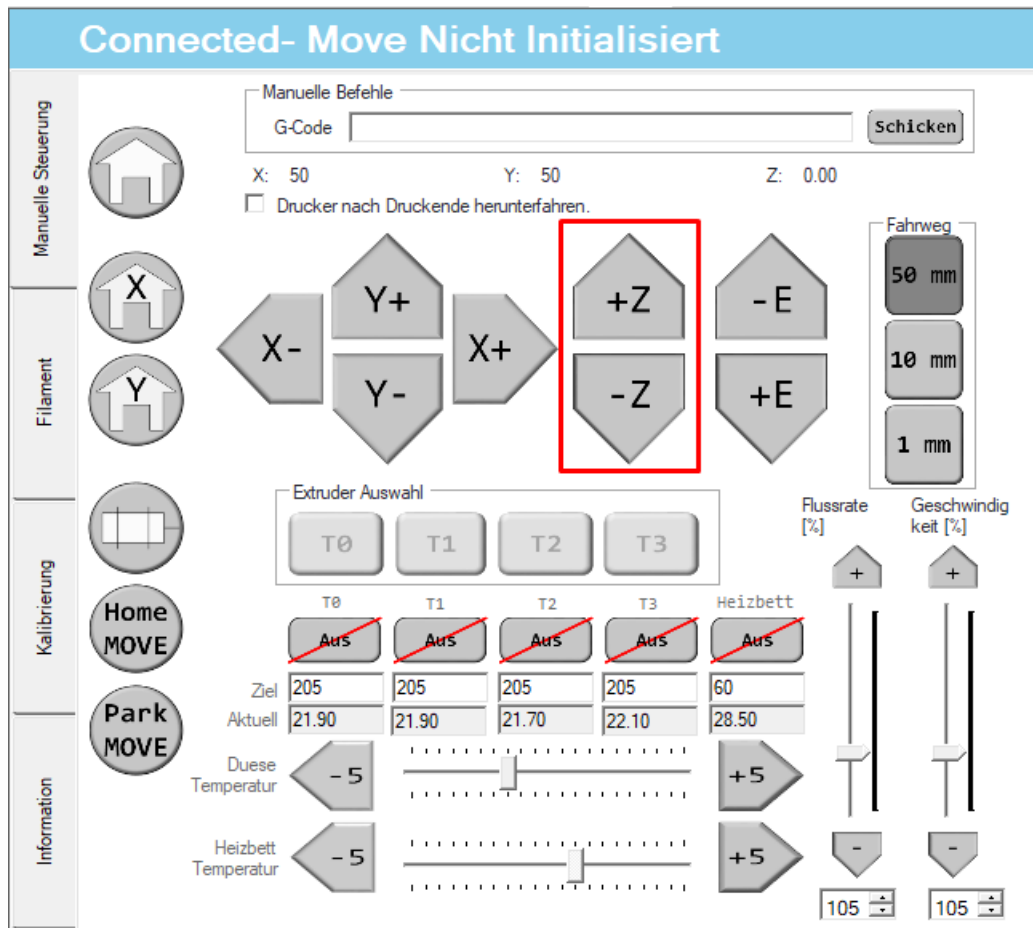 Connected- Move Nicht Initialisiert
Manuelle Steuerung
Filament
Kalibrierung
Information
Manuelle Befehle
G-Code
Schicken
X: 50 Y: 50 Z: 0.00
Drucker nach Druckende herunterfahren.
X
Y
Home
MOVE
Park
MOVE
X-
Y+
Y-
X+
+Z
-Z
-E
+E
Fahrweg
50 mm
10 mm
1 mm
Extruder Auswahl
T0 T1 T2 T3
T0 T1 T2 T3 Heizbett
Aus Aus Aus Aus Aus
Ziel 205 205 205 205 60
Aktuell 21.90 21.90 21.70 22.10 28.50
Duese
Temperatur
-5 +5
Heizbett
Temperatur
-5 +5
Flussrate
[%]
+
-
105
Geschwindig
keit [%]
+
-
105